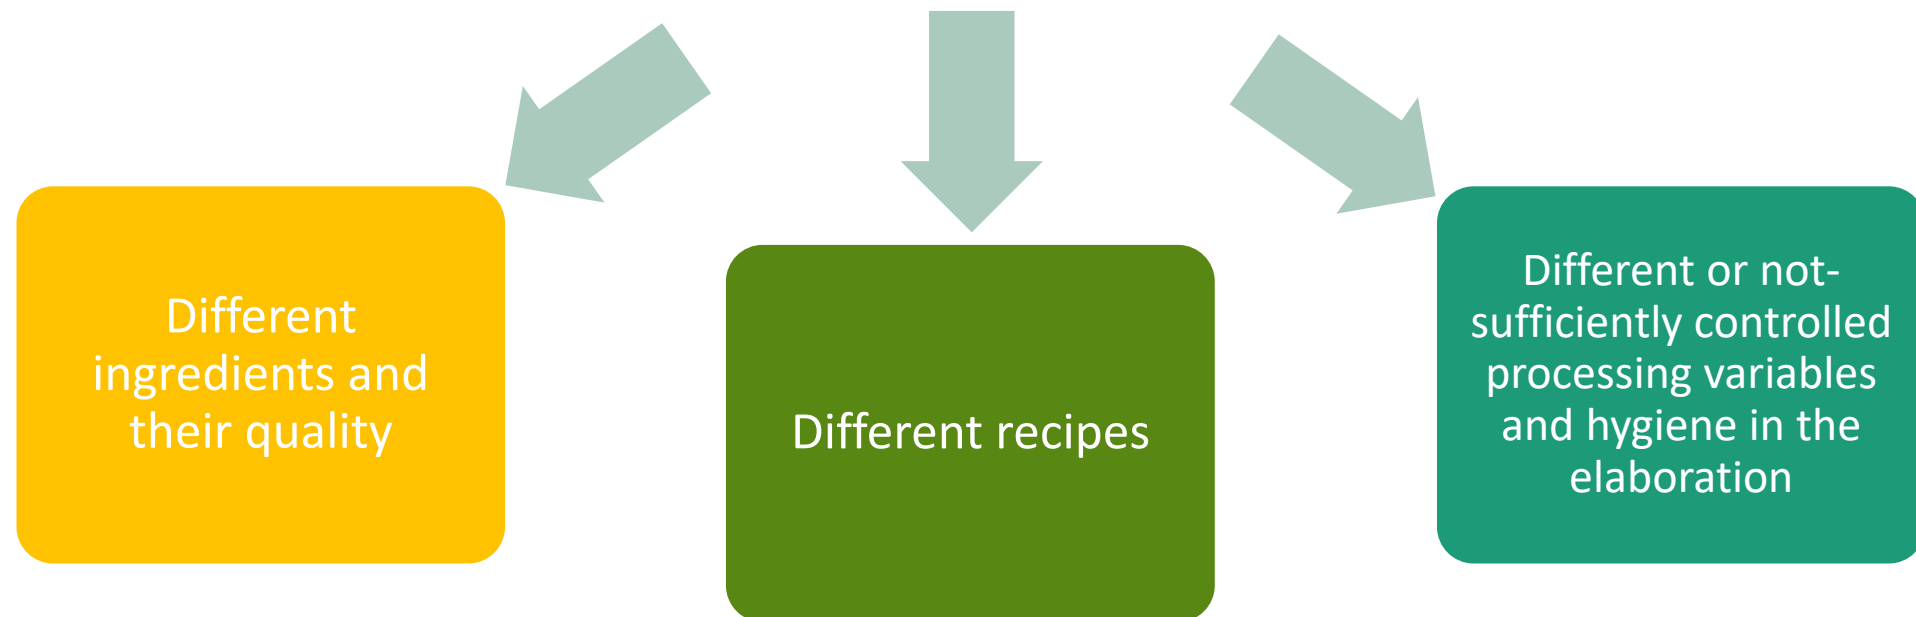 Different
ingredients and
their quality
Different recipes
Different or not-
sufficiently controlled
processing variables
and hygiene in the
elaboration